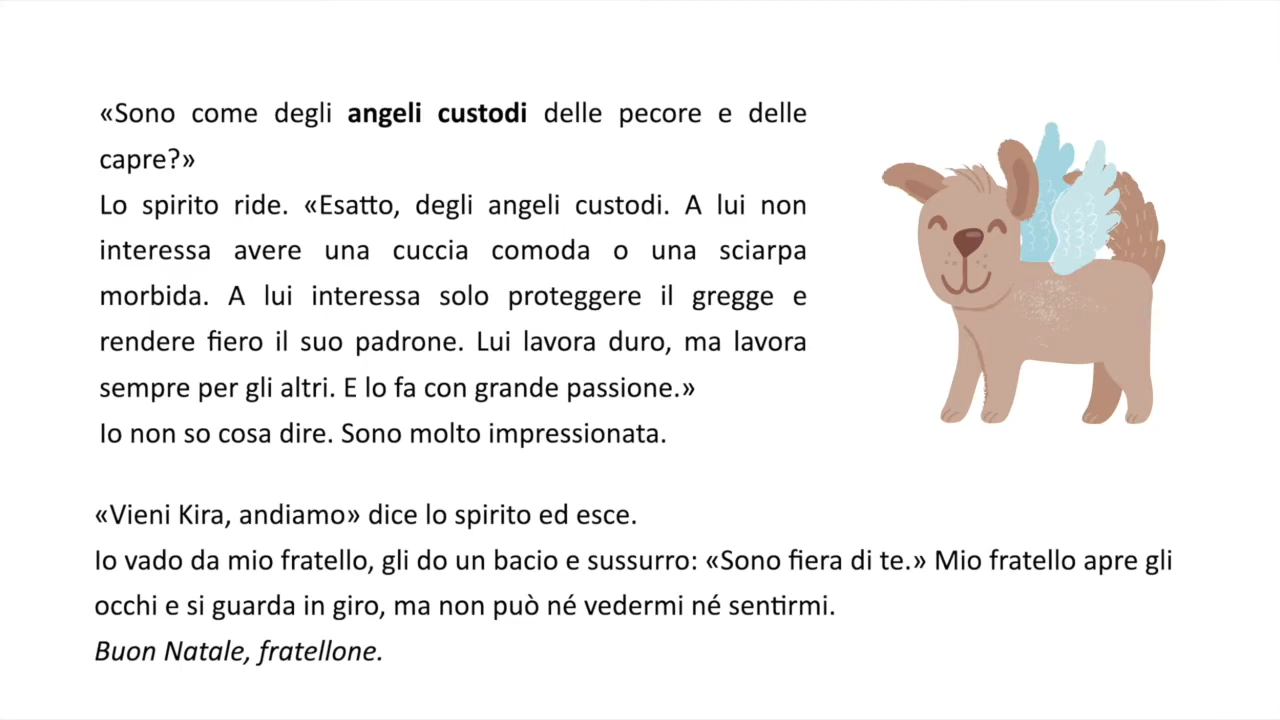 «Sono come degli angeli custodi delle pecore e delle
capre?»
Lo spirito ride. «Esatto, degli angeli custodi. A lui non
interessa avere una cuccia comoda o una sciarpa
morbida. A lui interessa solo proteggere il gregge e
rendere fiero il suo padrone. Lui lavora duro, ma lavora
sempre per gli altri. E lo fa con grande passione.»
Io non so cosa dire. Sono molto impressionata.
«Vieni Kira, andiamo» dice lo spirito ed esce.
Io vado da mio fratello, gli do un bacio e sussurro: «Sono fiera di te.» Mio fratello apre gli
occhi e si guarda in giro, ma non può né vedermi né sentirmi.
Buon Natale, fratellone.